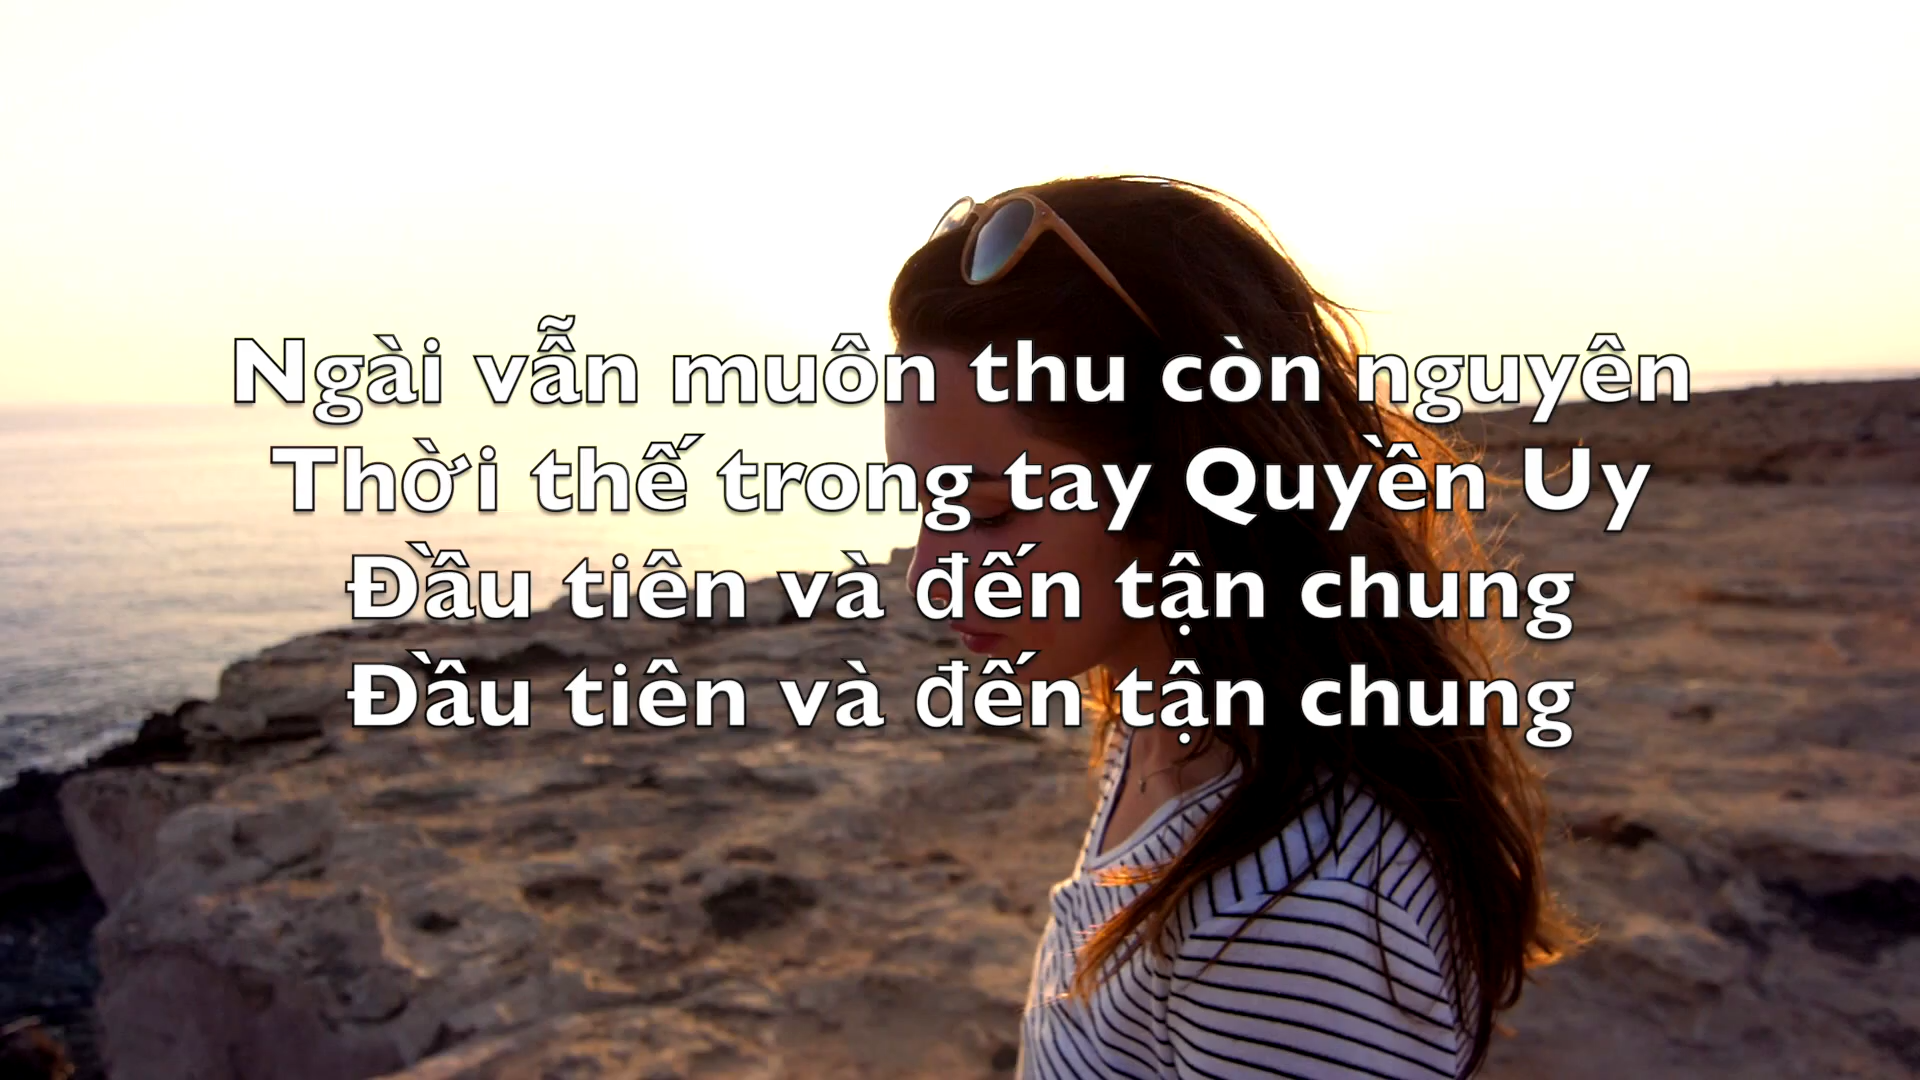 Ngài vẫn muôn thu còn nguyên
Thời thế trong tay Quyền Uy
Đầu tiên và đến tận chung
Đầu tiên và đến tận chung